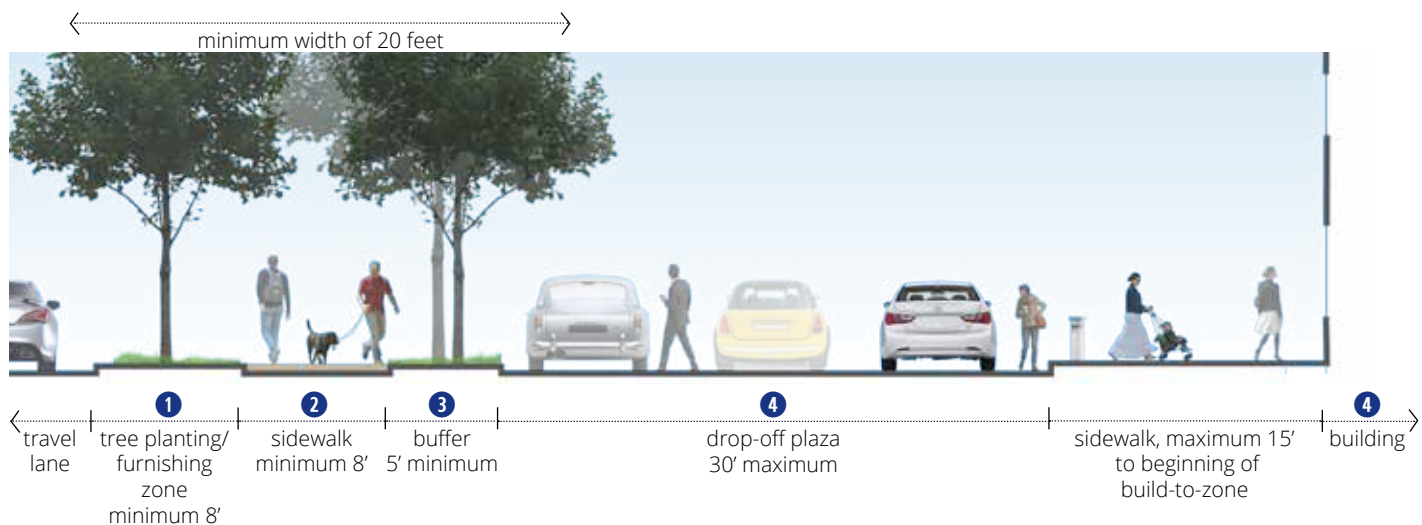 minimum width of 20 feet
1
2
3
4
4
travel
lane
tree planting/
furnishing
zone
minimum 8’
sidewalk
minimum 8’
buffer
5’ minimum
drop-off plaza
30’ maximum
sidewalk, maximum 15’
to beginning of
build-to-zone
building